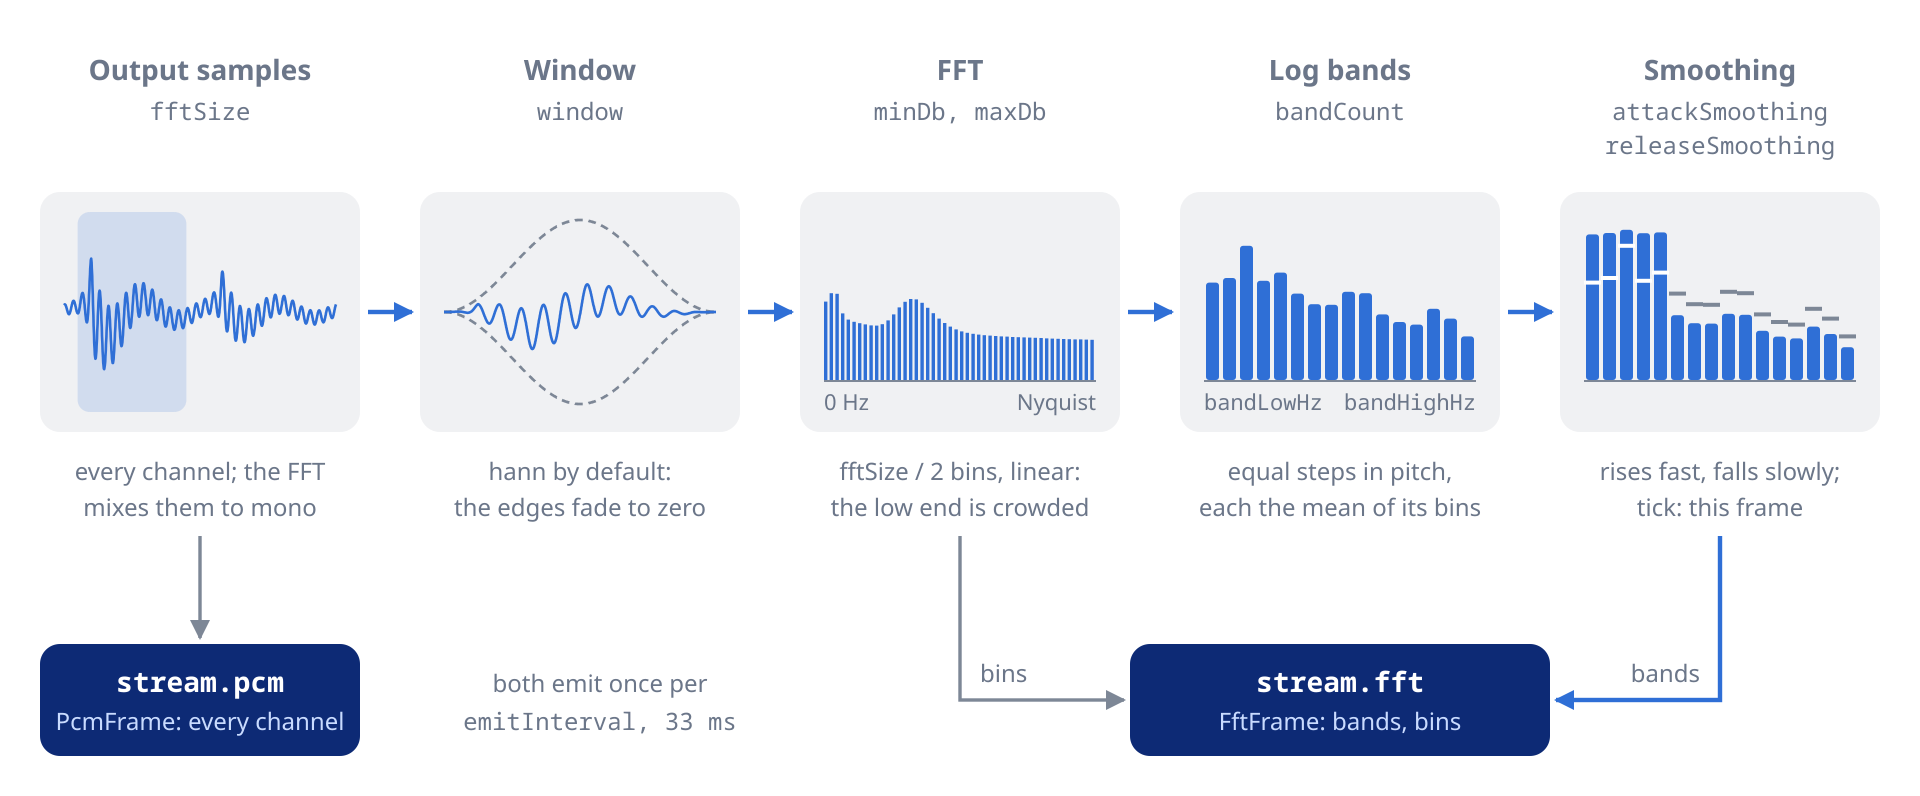 Output samples
fftSize
Window
window
FFT
minDb, maxDb
Log bands
bandCount
Smoothing
attackSmoothing
releaseSmoothing
0 Hz
Nyquist
bandLowHz
bandHighHz
every channel; the FFT
mixes them to mono
hann by default:
the edges fade to zero
fftSize / 2 bins, linear:
the low end is crowded
equal steps in pitch,
each the mean of its bins
rises fast, falls slowly;
tick: this frame
stream.pcm
PcmFrame: every channel
both emit once per
emitInterval, 33 ms
bins
stream.fft
FftFrame: bands, bins
bands